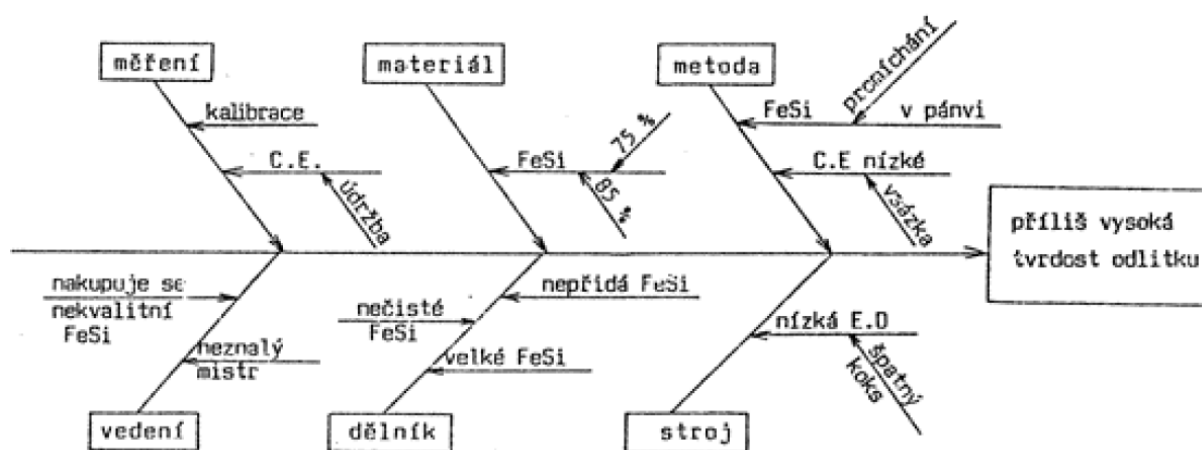 měření
materiál
metoda
promíchání
kalibrace
FeSi
v pánvi
C.E.
údržba
FeSi
75 %
85 %
C.E nízké
vsázka
příliš vysoká
tvrdost odlitku
nakupuje se
nekvalitní
FeSi
neznalý
mistr
nepřidá FeSi
nečisté
FeSi
velké FeSi
nízká E.O
špatný
koks
vedení
dělník
stroj